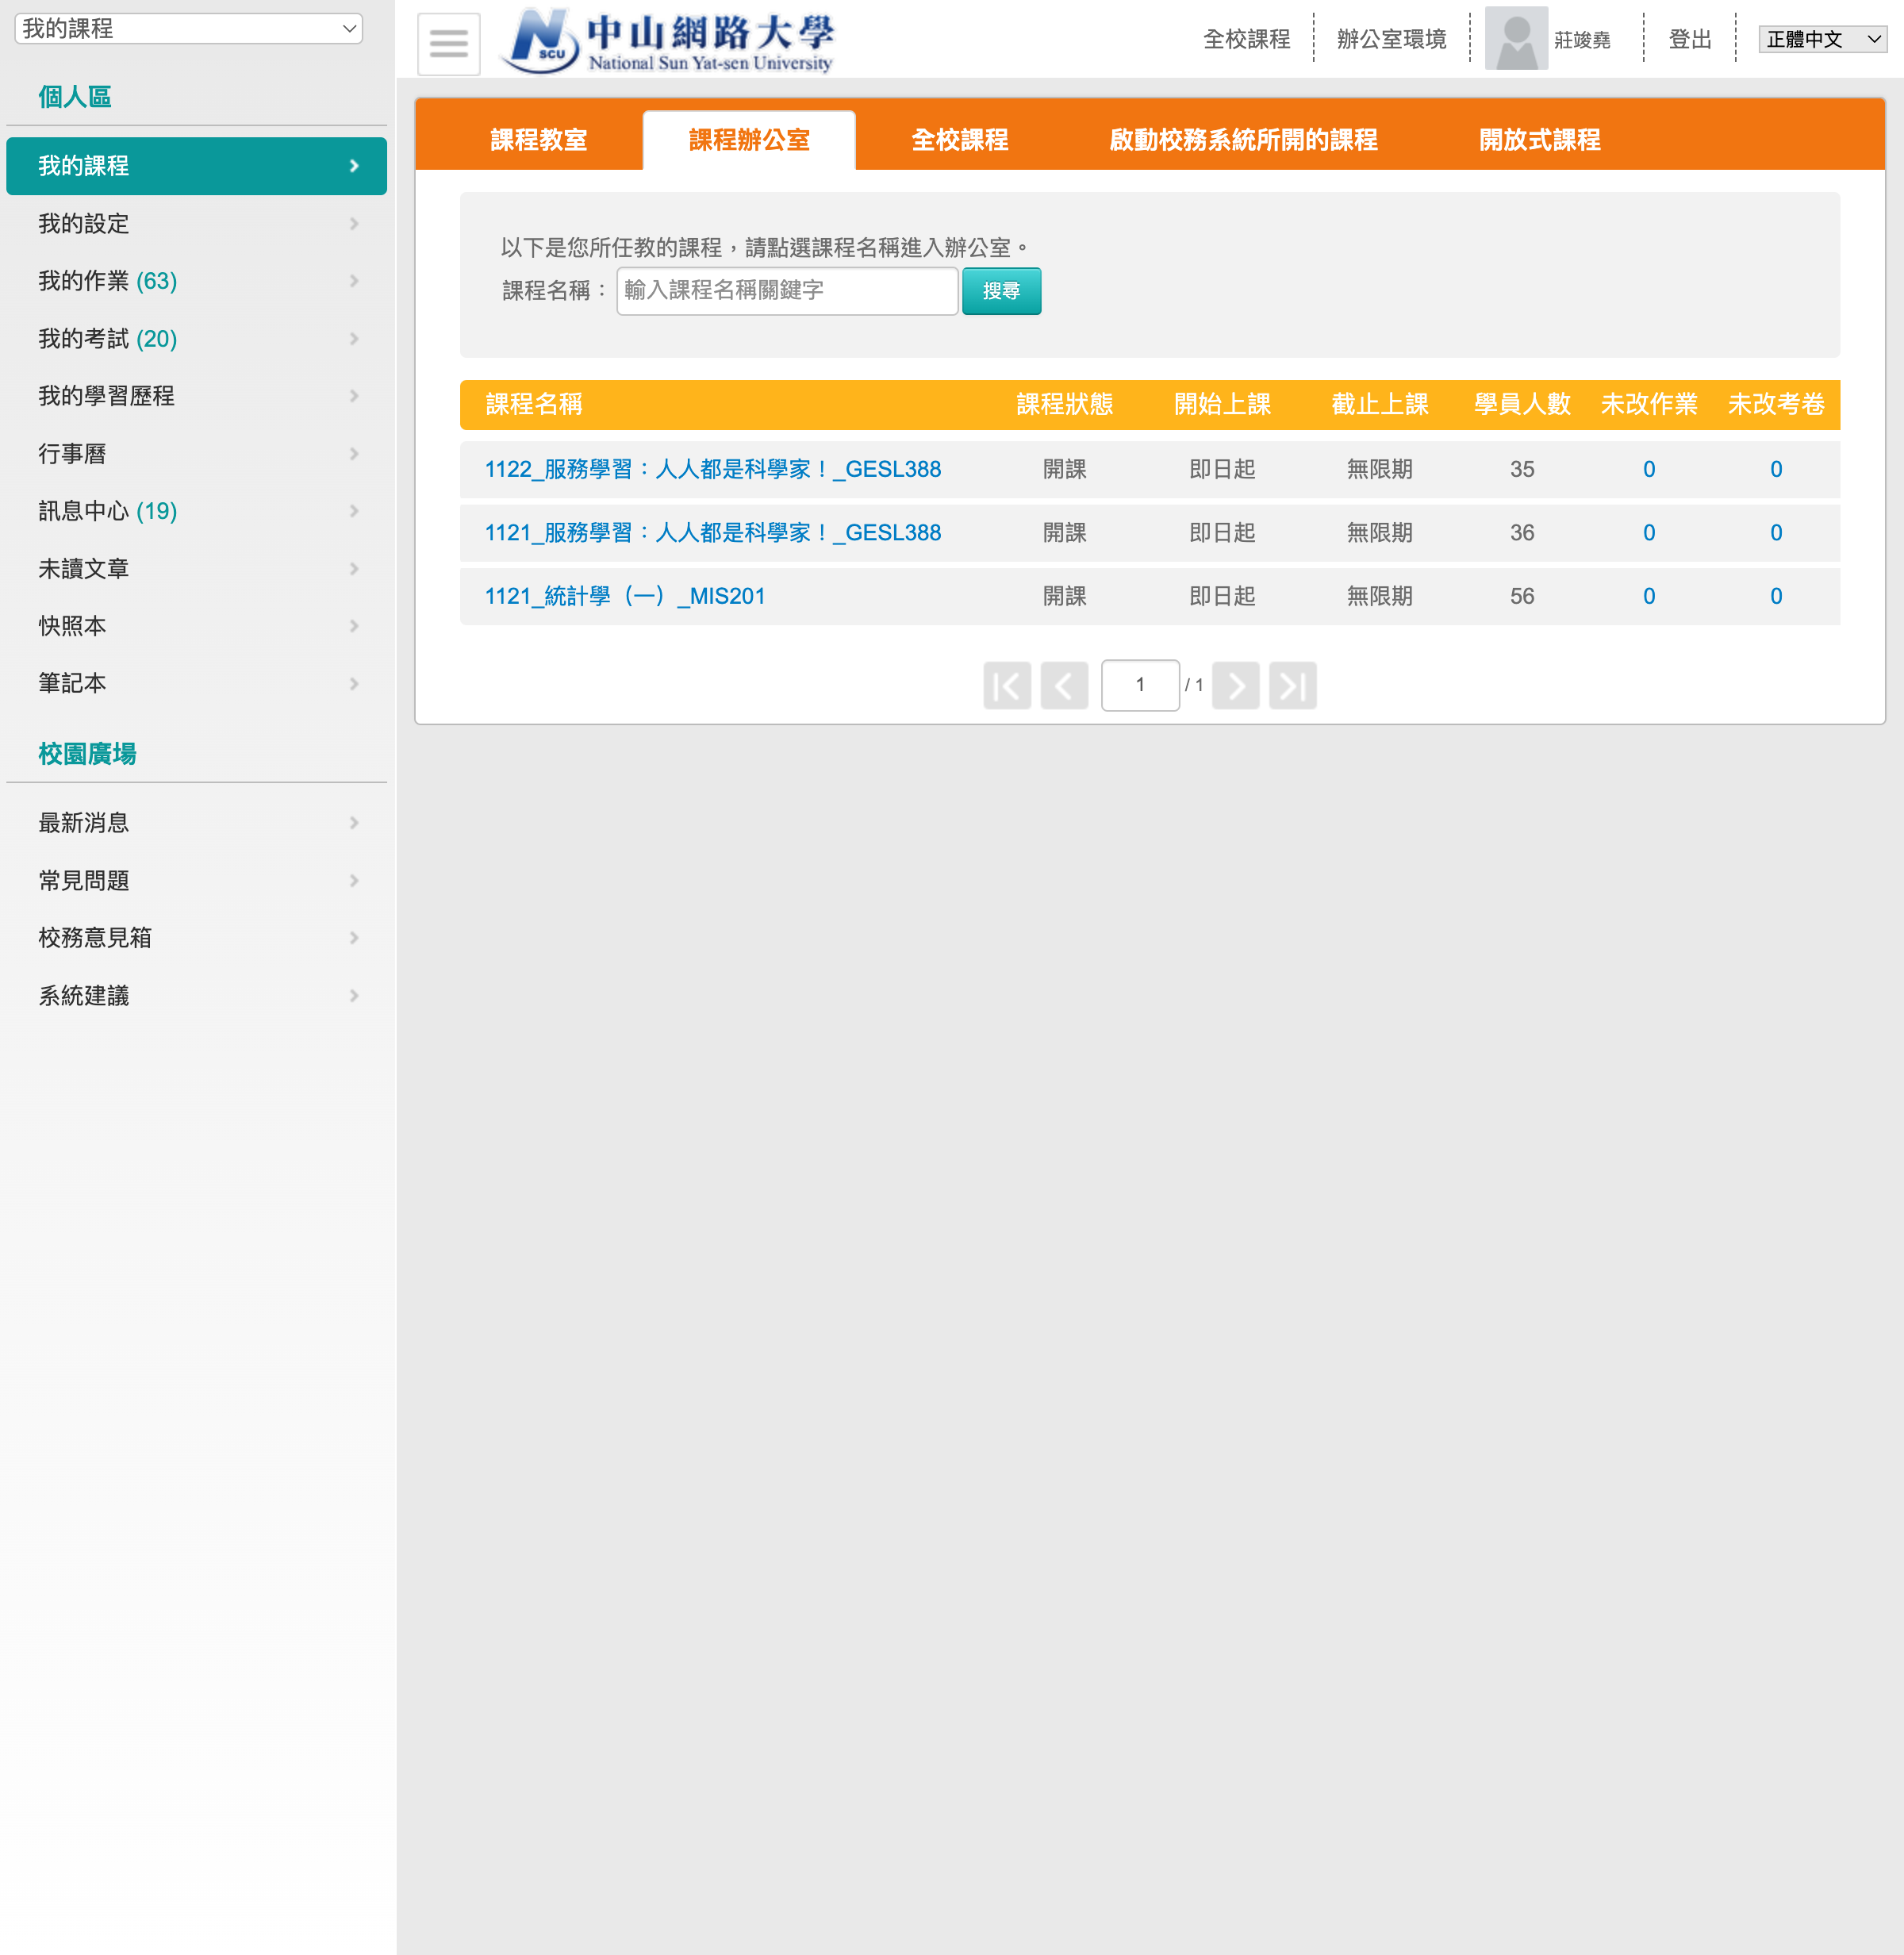 我的課程
個人區
我的課程
我的設定
我的作業 (63)
我的考試 (20)
我的學習歷程
行事曆
訊息中心 (19)
未讀文章
快照本
筆記本
校園廣場
最新消息
常見問題
校務意見箱
系統建議
NSCU 中山網路大學
National Sun Yat-sen University
全校課程 辦公室環境 莊竣堯 登出 正體中文
課程教室 課程辦公室 全校課程 啟動校務系統所開的課程 開放式課程
以下是您所任教的課程，請點選課程名稱進入辦公室。
課程名稱： 輸入課程名稱關鍵字 搜尋
課程名稱 課程狀態 開始上課 截止上課 學員人數 未改作業 未改考卷
1122_服務學習：人人都是科學家！_GESL388 開課 即日起 無限期 35 0 0
1121_服務學習：人人都是科學家！_GESL388 開課 即日起 無限期 36 0 0
1121_統計學（一）_MIS201 開課 即日起 無限期 56 0 0
1 / 1